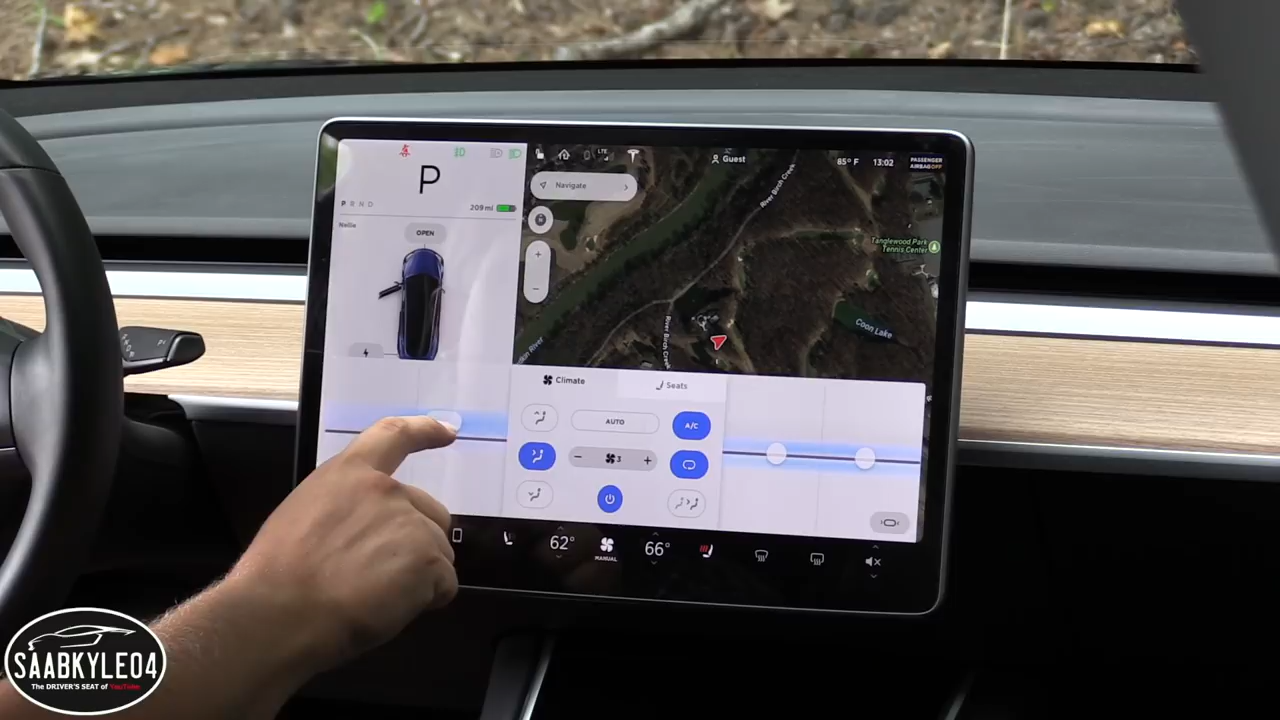 P
P R N D
209 mi
Nellie
OPEN
LTE
Guest
85° F
13:02
PASSENGER
AIRBAG OFF
Navigate
+
−
River Birch Creek
Tanglewood Park
Tennis Center
Coon Lake
River Birch Creek
River
Climate
Seats
AUTO
A/C
− 3 +
62°
MANUAL
66°
SAABKYLE04
The DRIVER'S SEAT of YouTube